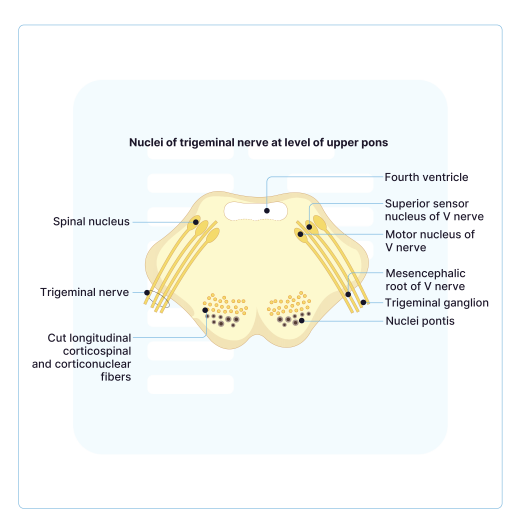 Nuclei of trigeminal nerve at level of upper pons
Fourth ventricle
Superior sensor
nucleus of V nerve
Motor nucleus of
V nerve
Mesencephalic
root of V nerve
Trigeminal ganglion
Nuclei pontis
Spinal nucleus
Trigeminal nerve
Cut longitudinal
corticospinal
and corticonuclear
fibers